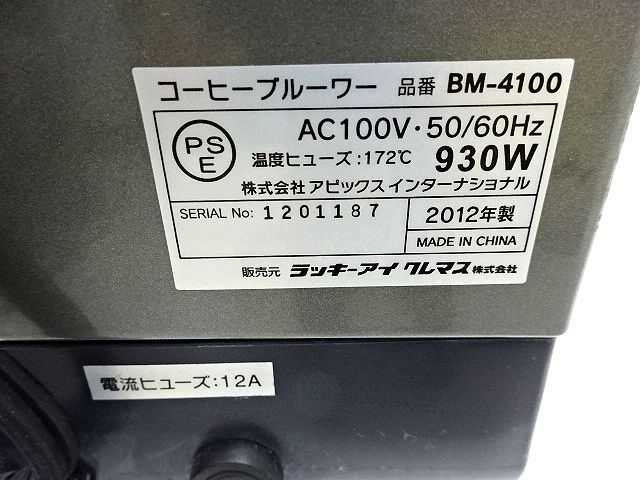 コーヒーブルーワー 品番 BM-4100
PS
E
AC100V・50/60Hz
温度ヒューズ:172℃ 930W
株式会社 アピックス インターナショナル
SERIAL No: 1201187
2012年製
MADE IN CHINA
販売元 ラッキーアイ クレマス株式会社
電流ヒューズ:12A